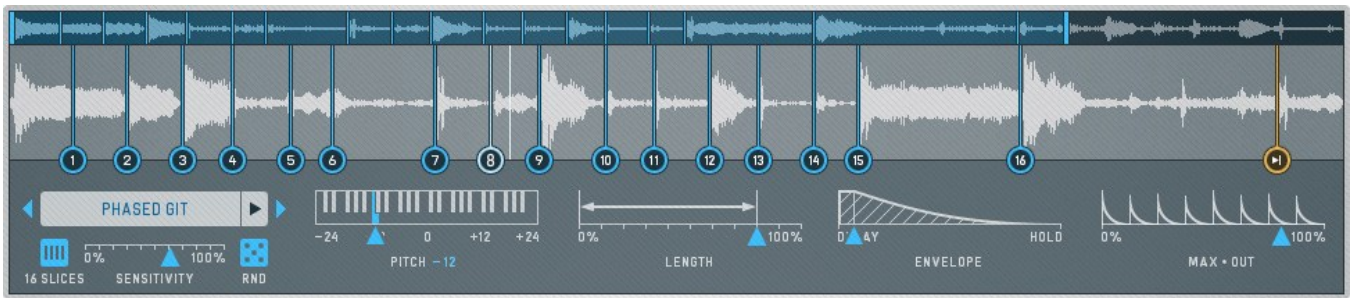 1 2 3 4 5 6 7 8 9 10 11 12 13 14 15 16
PHASED GIT
-24 0 +12 +24
PITCH -12
0% 100%
LENGTH
HOLD
ENVELOPE
0% 100%
MAX • OUT
0% 100%
16 SLICES SENSITIVITY RND